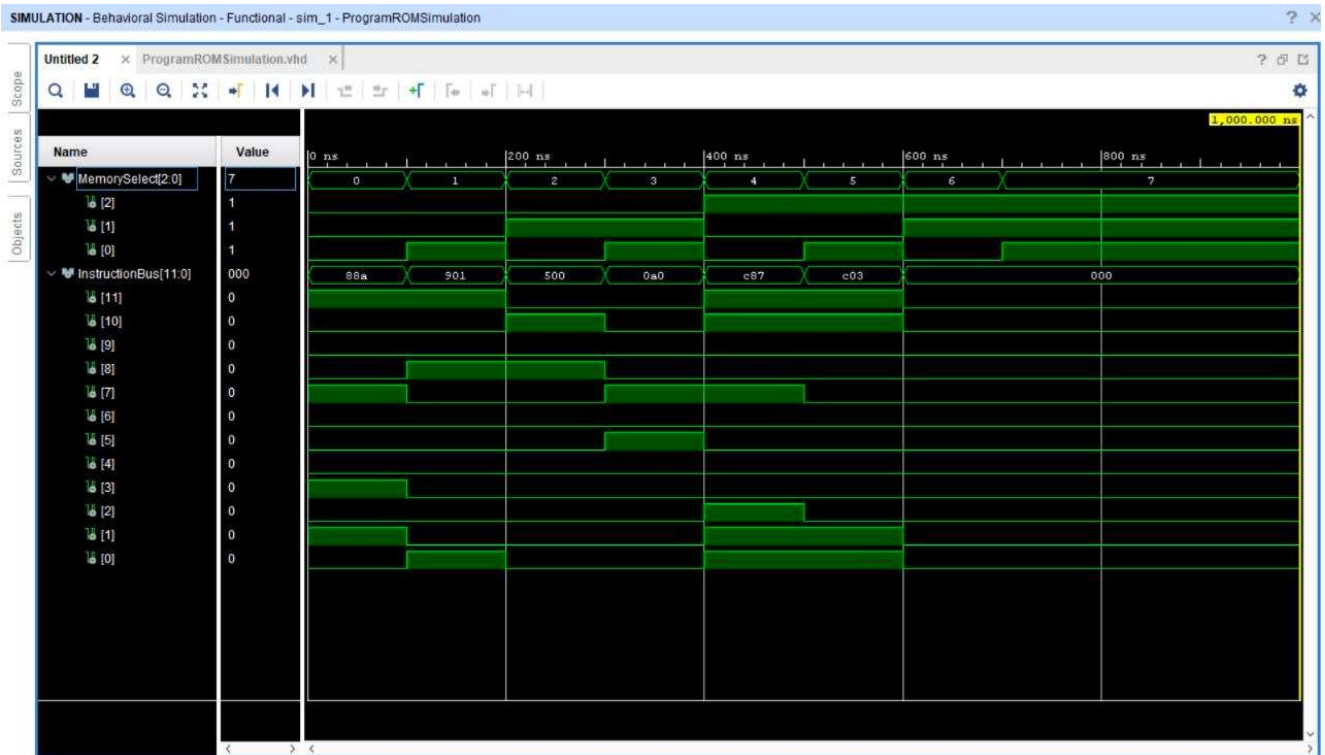 SIMULATION - Behavioral Simulation - Functional - sim_1 - ProgramROMSimulation
Scope
Sources
Objects
Untitled 2 ProgramROMSimulation.vhd
1,000.000 ns
Name Value
0 ns 200 ns 400 ns 600 ns 800 ns
MemorySelect[2:0] 7 0 1 2 3 4 5 6 7
[2] 1
[1] 1
[0] 1
InstructionBus[11:0] 000 88a 901 500 0a0 c87 c03 000
[11] 0
[10] 0
[9] 0
[8] 0
[7] 0
[6] 0
[5] 0
[4] 0
[3] 0
[2] 0
[1] 0
[0] 0